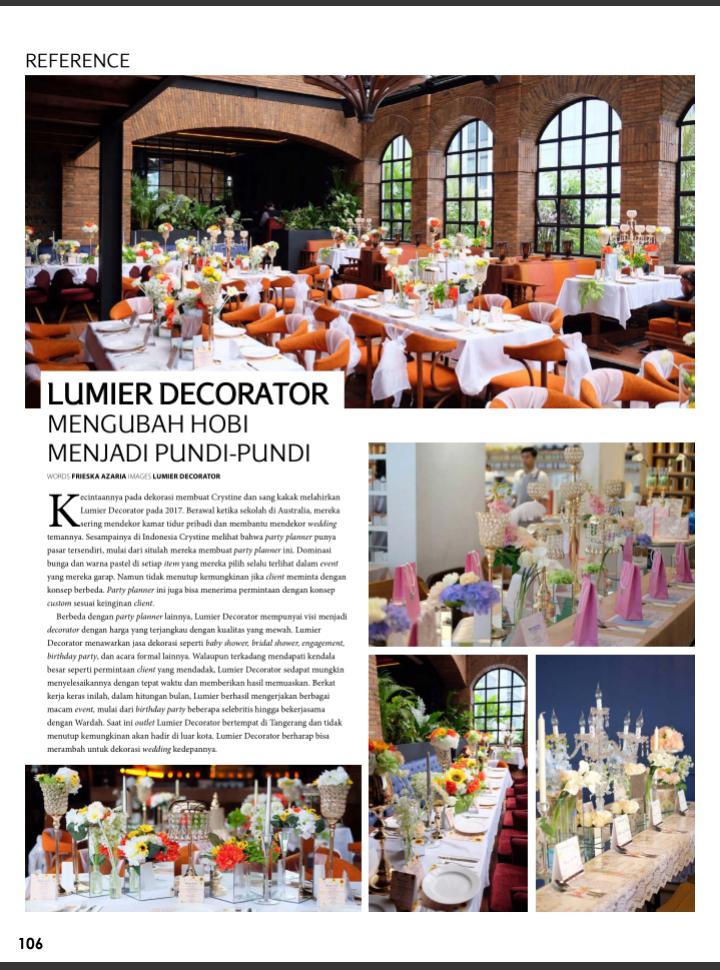 REFERENCE
LUMIER DECORATOR
MENGUBAH HOBI
MENJADI PUNDI-PUNDI
WORDS FRIESKA AZARIA IMAGES LUMIER DECORATOR
Kecintaannya pada dekorasi membuat Crystine dan sang kakak melahirkan
Lumier Decorator pada 2017. Berawal ketika sekolah di Australia, mereka
sering mendekor kamar tidur pribadi dan membantu mendekor wedding
temannya. Sesampainya di Indonesia Crystine melihat bahwa party planner punya
pasar tersendiri, mulai dari situlah mereka membuat party planner ini. Dominasi
bunga dan warna pastel di setiap item yang mereka pilih selalu terlihat dalam event
yang mereka garap. Namun tidak menutup kemungkinan jika client meminta dengan
konsep berbeda. Party planner ini juga bisa menerima permintaan dengan konsep
custom sesuai keinginan client.
Berbeda dengan party planner lainnya, Lumier Decorator mempunyai visi menjadi
decorator dengan harga yang terjangkau dengan kualitas yang mewah. Lumier
Decorator menawarkan jasa dekorasi seperti baby shower, bridal shower, engagement,
birthday party, dan acara formal lainnya. Walaupun terkadang mendapati kendala
besar seperti permintaan client yang mendadak, Lumier Decorator sedapat mungkin
menyelesaikannya dengan tepat waktu dan memberikan hasil memuaskan. Berkat
kerja keras inilah, dalam hitungan bulan, Lumier berhasil mengerjakan berbagai
macam event, mulai dari birthday party beberapa selebritis hingga bekerjasama
dengan Wardah. Saat ini outlet Lumier Decorator bertempat di Tangerang dan tidak
menutup kemungkinan akan hadir di luar kota. Lumier Decorator berharap bisa
merambah untuk dekorasi wedding kedepannya.
106